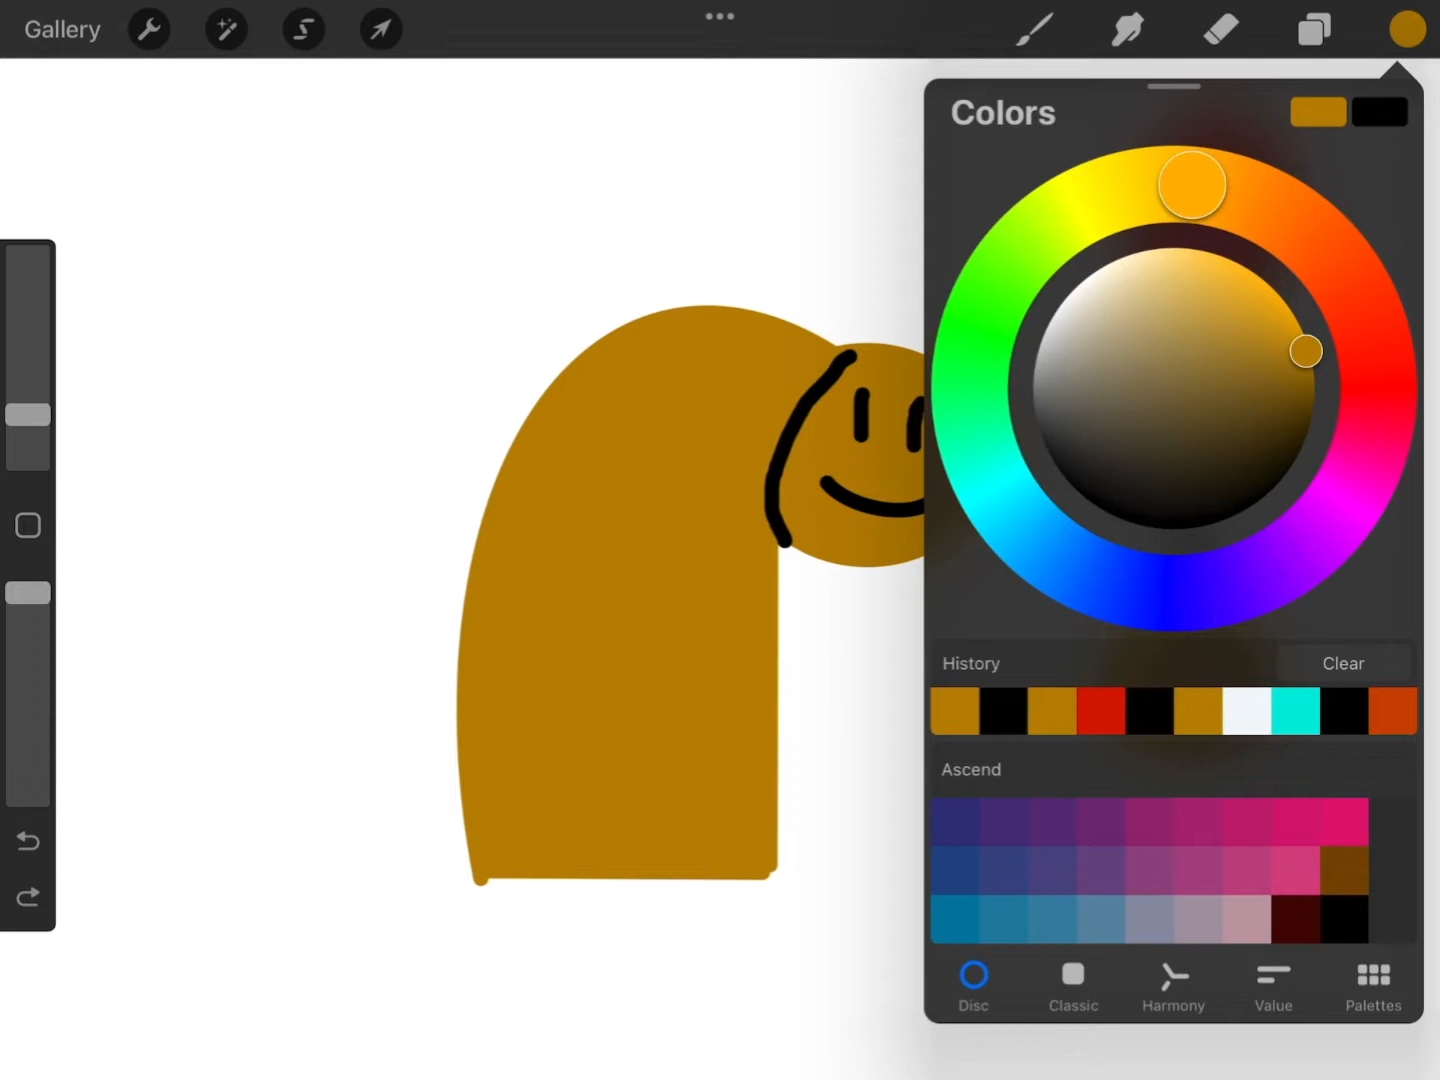 Gallery
Colors
History
Clear
Ascend
Disc
Classic
Harmony
Value
Palettes